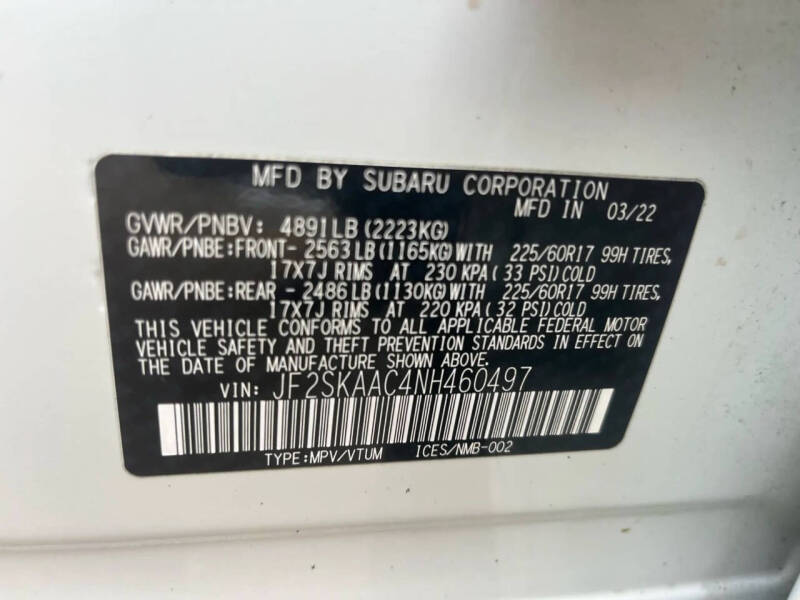 MFD BY SUBARU CORPORATION
MFD IN 03/22
GVWR/PNBV: 4891LB (2223KG)
GAWR/PNBE:FRONT- 2563LB (1165KG)WITH 225/60R17 99H TIRES,
17X7J RIMS AT 230 KPA ( 33 PSI) COLD
GAWR/PNBE:REAR - 2486LB (1130KG)WITH 225/60R17 99H TIRES,
17X7J RIMS AT 220 KPA ( 32 PSI) COLD
THIS VEHICLE CONFORMS TO ALL APPLICABLE FEDERAL MOTOR
VEHICLE SAFETY AND THEFT PREVENTION STANDARDS IN EFFECT
ON THE DATE OF MANUFACTURE SHOWN ABOVE.
VIN: JF2SKAAC4NH460497
TYPE:MPV/VTUM ICES/NMB-002